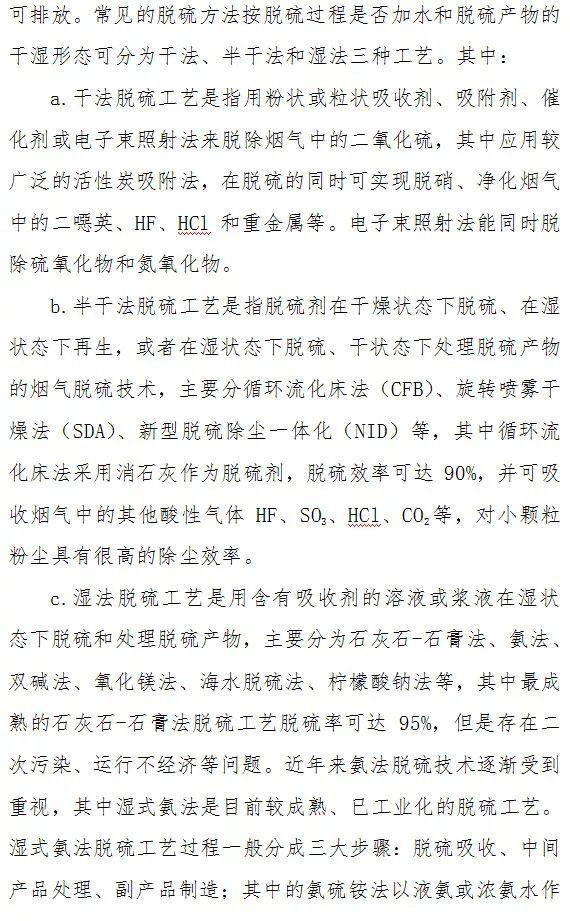 可排放。常见的脱硫方法按脱硫过程是否加水和脱硫产物的
干湿形态可分为干法、半干法和湿法三种工艺。其中：
a.干法脱硫工艺是指用粉状或粒状吸收剂、吸附剂、催
化剂或电子束照射法来脱除烟气中的二氧化硫，其中应用较
广泛的活性炭吸附法，在脱硫的同时可实现脱硝、净化烟气
中的二噁英、HF、HCl 和重金属等。电子束照射法能同时脱
除硫氧化物和氮氧化物。
b.半干法脱硫工艺是指脱硫剂在干燥状态下脱硫、在湿
状态下再生，或者在湿状态下脱硫、干状态下处理脱硫产物
的烟气脱硫技术，主要分循环流化床法（CFB）、旋转喷雾干
燥法（SDA）、新型脱硫除尘一体化（NID）等，其中循环流
化床法采用消石灰作为脱硫剂，脱硫效率可达 90%，并可吸
收烟气中的其他酸性气体 HF、SO₃、HCl、CO₂等，对小颗粒
粉尘具有很高的除尘效率。
c.湿法脱硫工艺是用含有吸收剂的溶液或浆液在湿状
态下脱硫和处理脱硫产物，主要分为石灰石-石膏法、氨法、
双碱法、氧化镁法、海水脱硫法、柠檬酸钠法等，其中最成
熟的石灰石-石膏法脱硫工艺脱硫率可达 95%，但是存在二
次污染、运行不经济等问题。近年来氨法脱硫技术逐渐受到
重视，其中湿式氨法是目前较成熟、已工业化的脱硫工艺。
湿式氨法脱硫工艺过程一般分成三大步骤：脱硫吸收、中间
产品处理、副产品制造；其中的氨硫铵法以液氨或浓氨水作